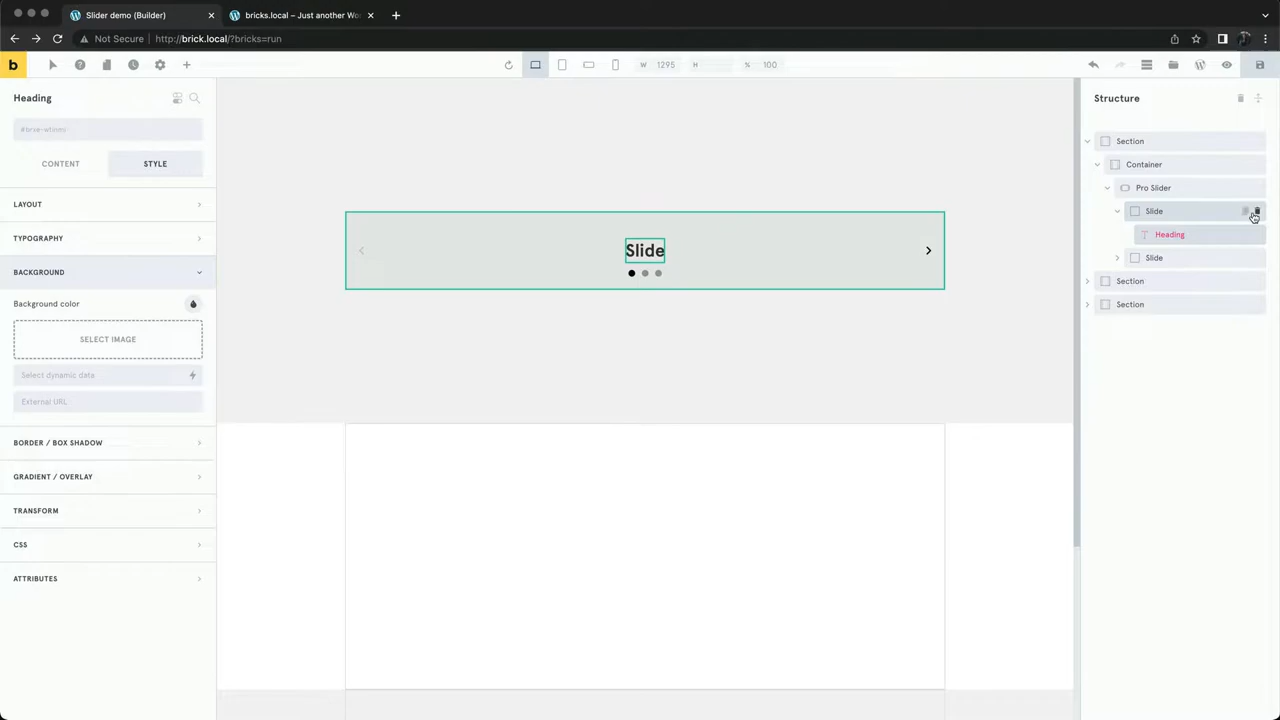 Slider demo (Builder)
bricks.local – Just another Wo
Not Secure
http://brick.local/?bricks=run
b
W 1295 H % 100
Heading
#brxe-
CONTENT STYLE
LAYOUT
TYPOGRAPHY
BACKGROUND
Background color
SELECT IMAGE
Select dynamic data
External URL
BORDER / BOX SHADOW
GRADIENT / OVERLAY
TRANSFORM
CSS
ATTRIBUTES
Slide
Structure
Section
Container
Pro Slider
Slide
Heading
Slide
Section
Section